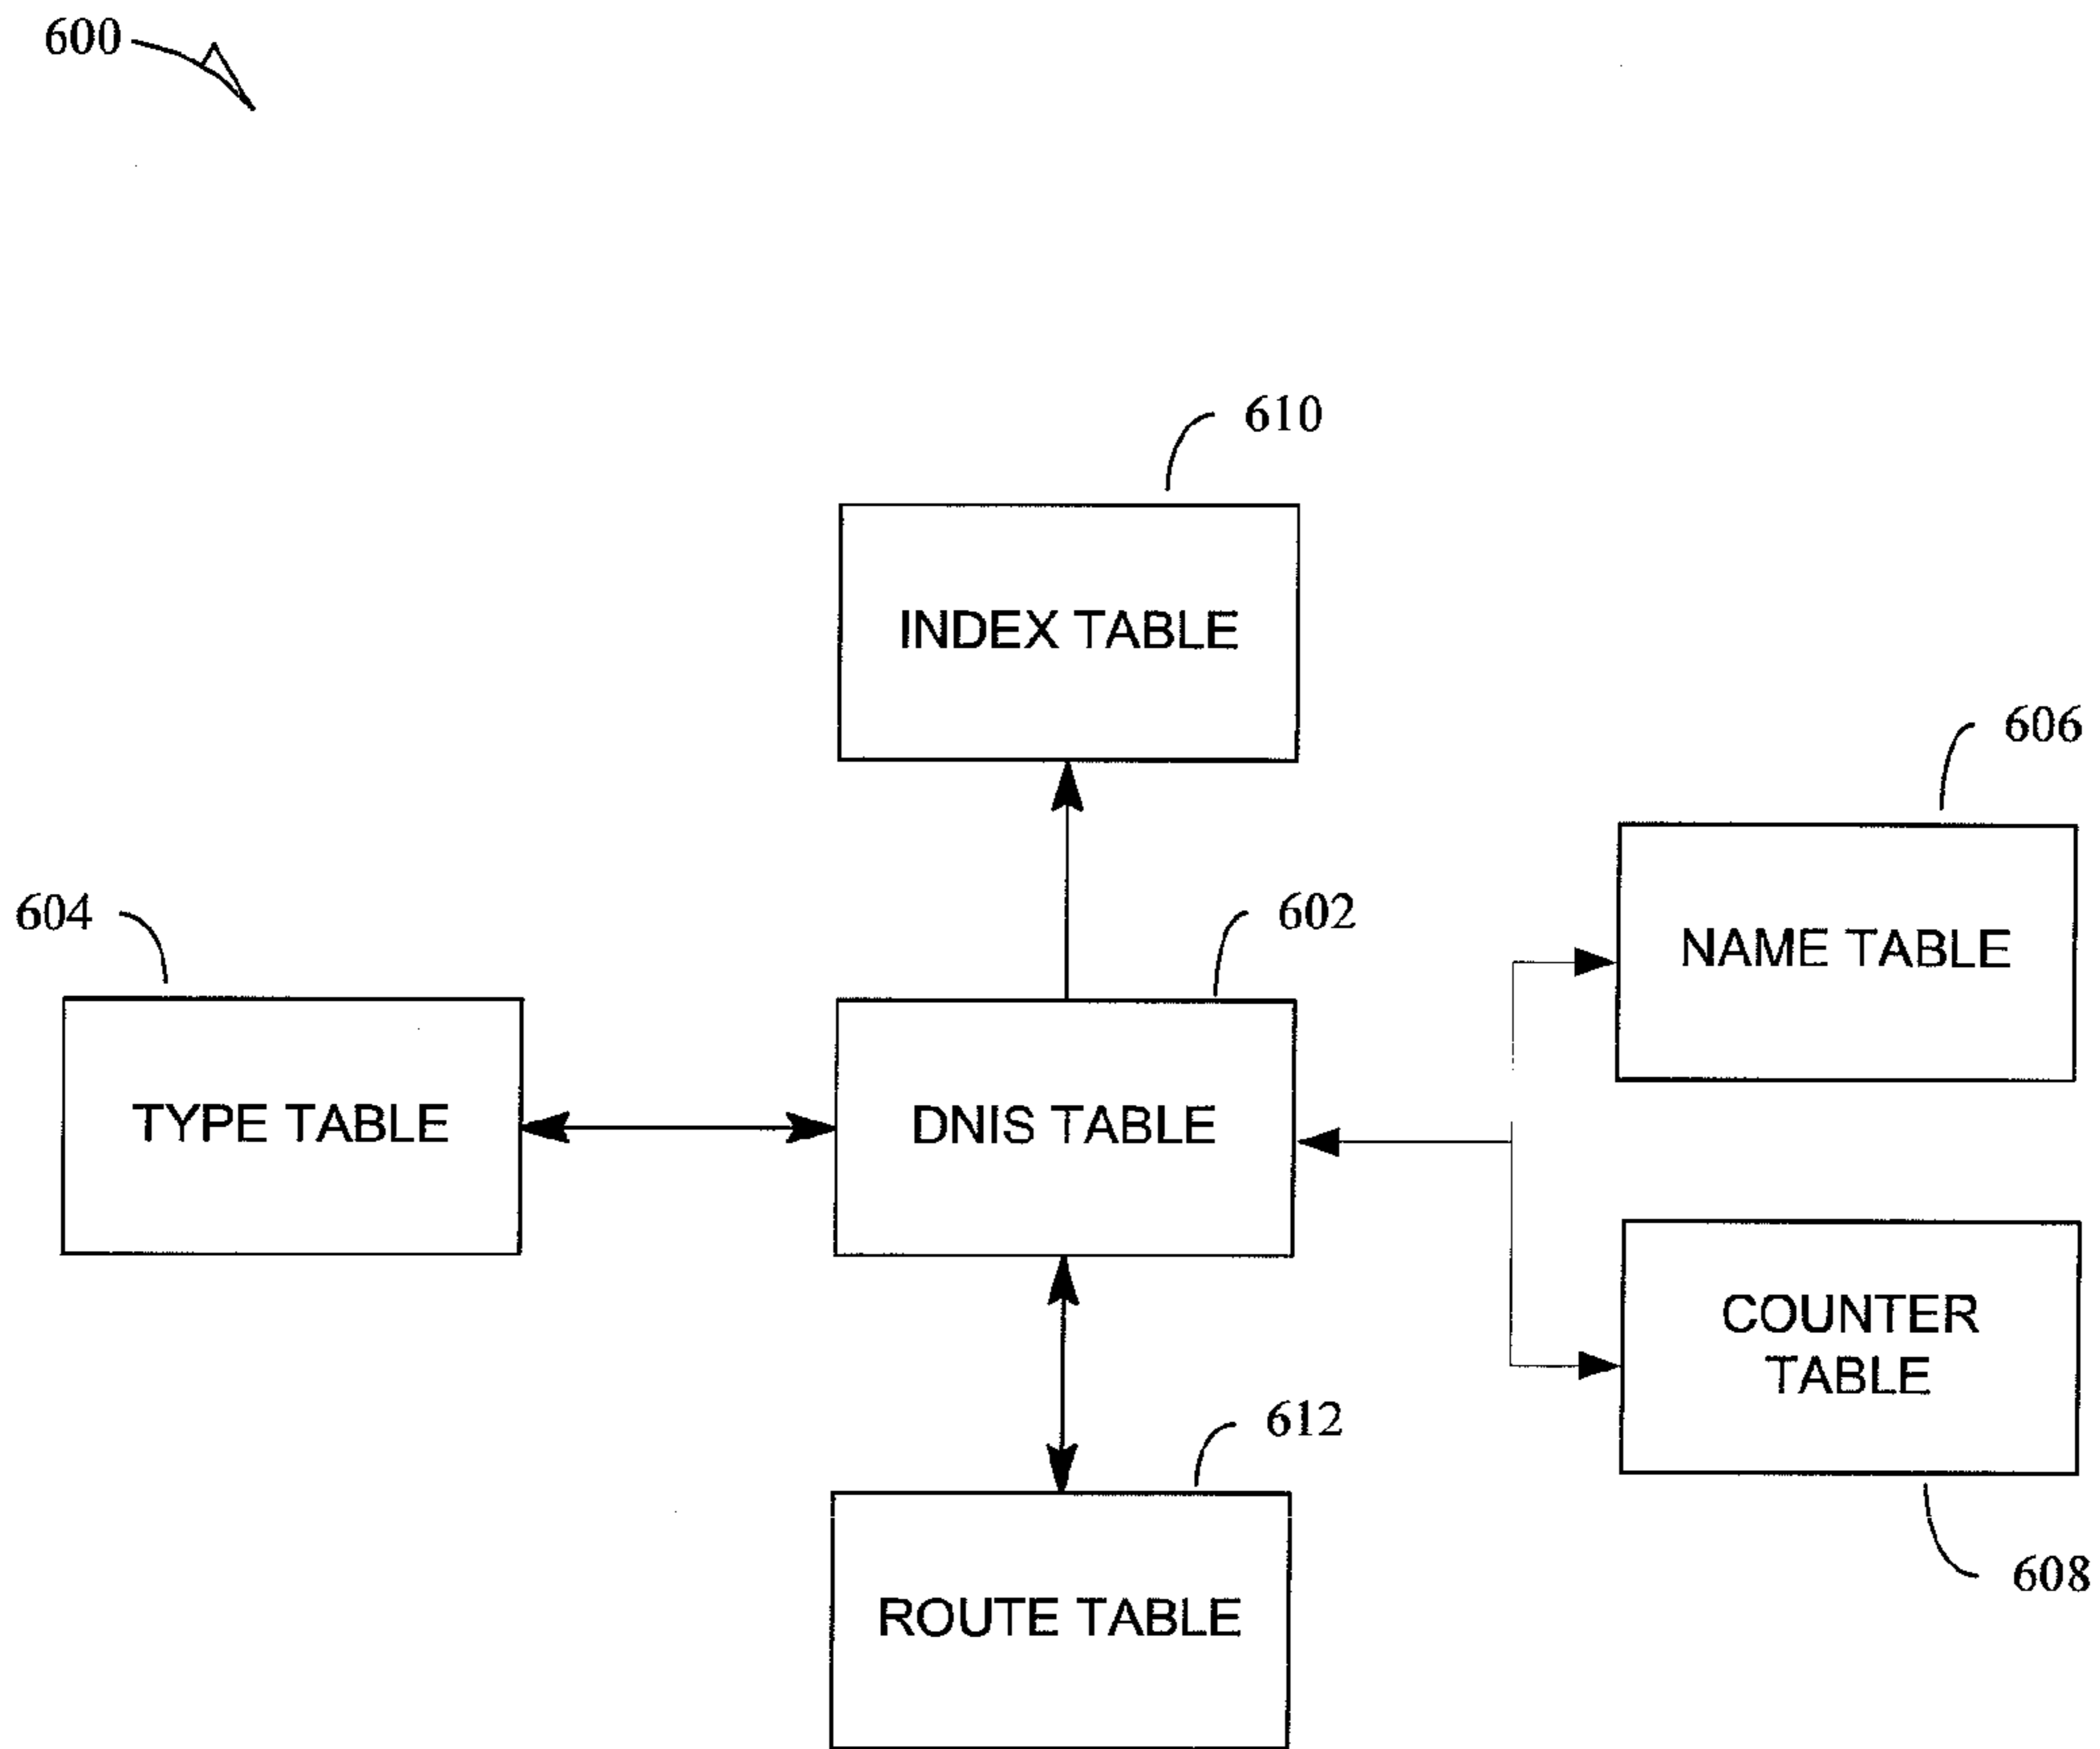 600
610
INDEX TABLE
606
NAME TABLE
604
602
TYPE TABLE
DNIS TABLE
COUNTER
TABLE
612
608
ROUTE TABLE